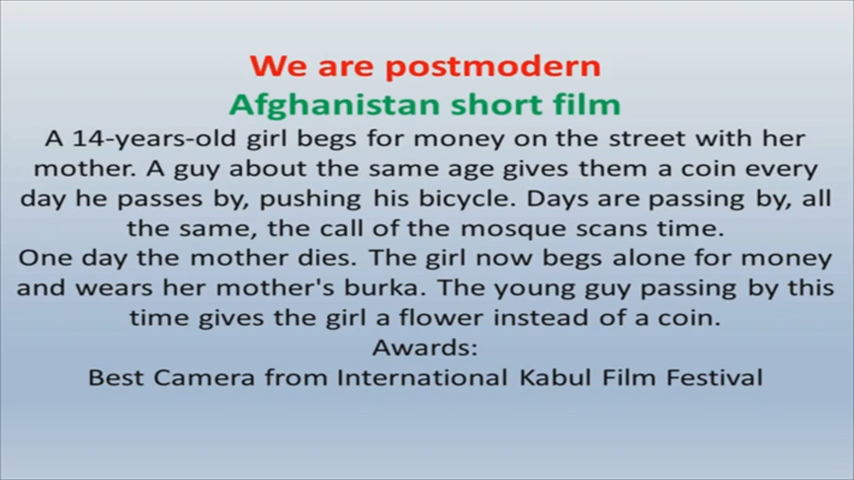 We are postmodern
Afghanistan short film
A 14-years-old girl begs for money on the street with her
mother. A guy about the same age gives them a coin every
day he passes by, pushing his bicycle. Days are passing by, all
the same, the call of the mosque scans time.
One day the mother dies. The girl now begs alone for money
and wears her mother's burka. The young guy passing by this
time gives the girl a flower instead of a coin.
Awards:
Best Camera from International Kabul Film Festival